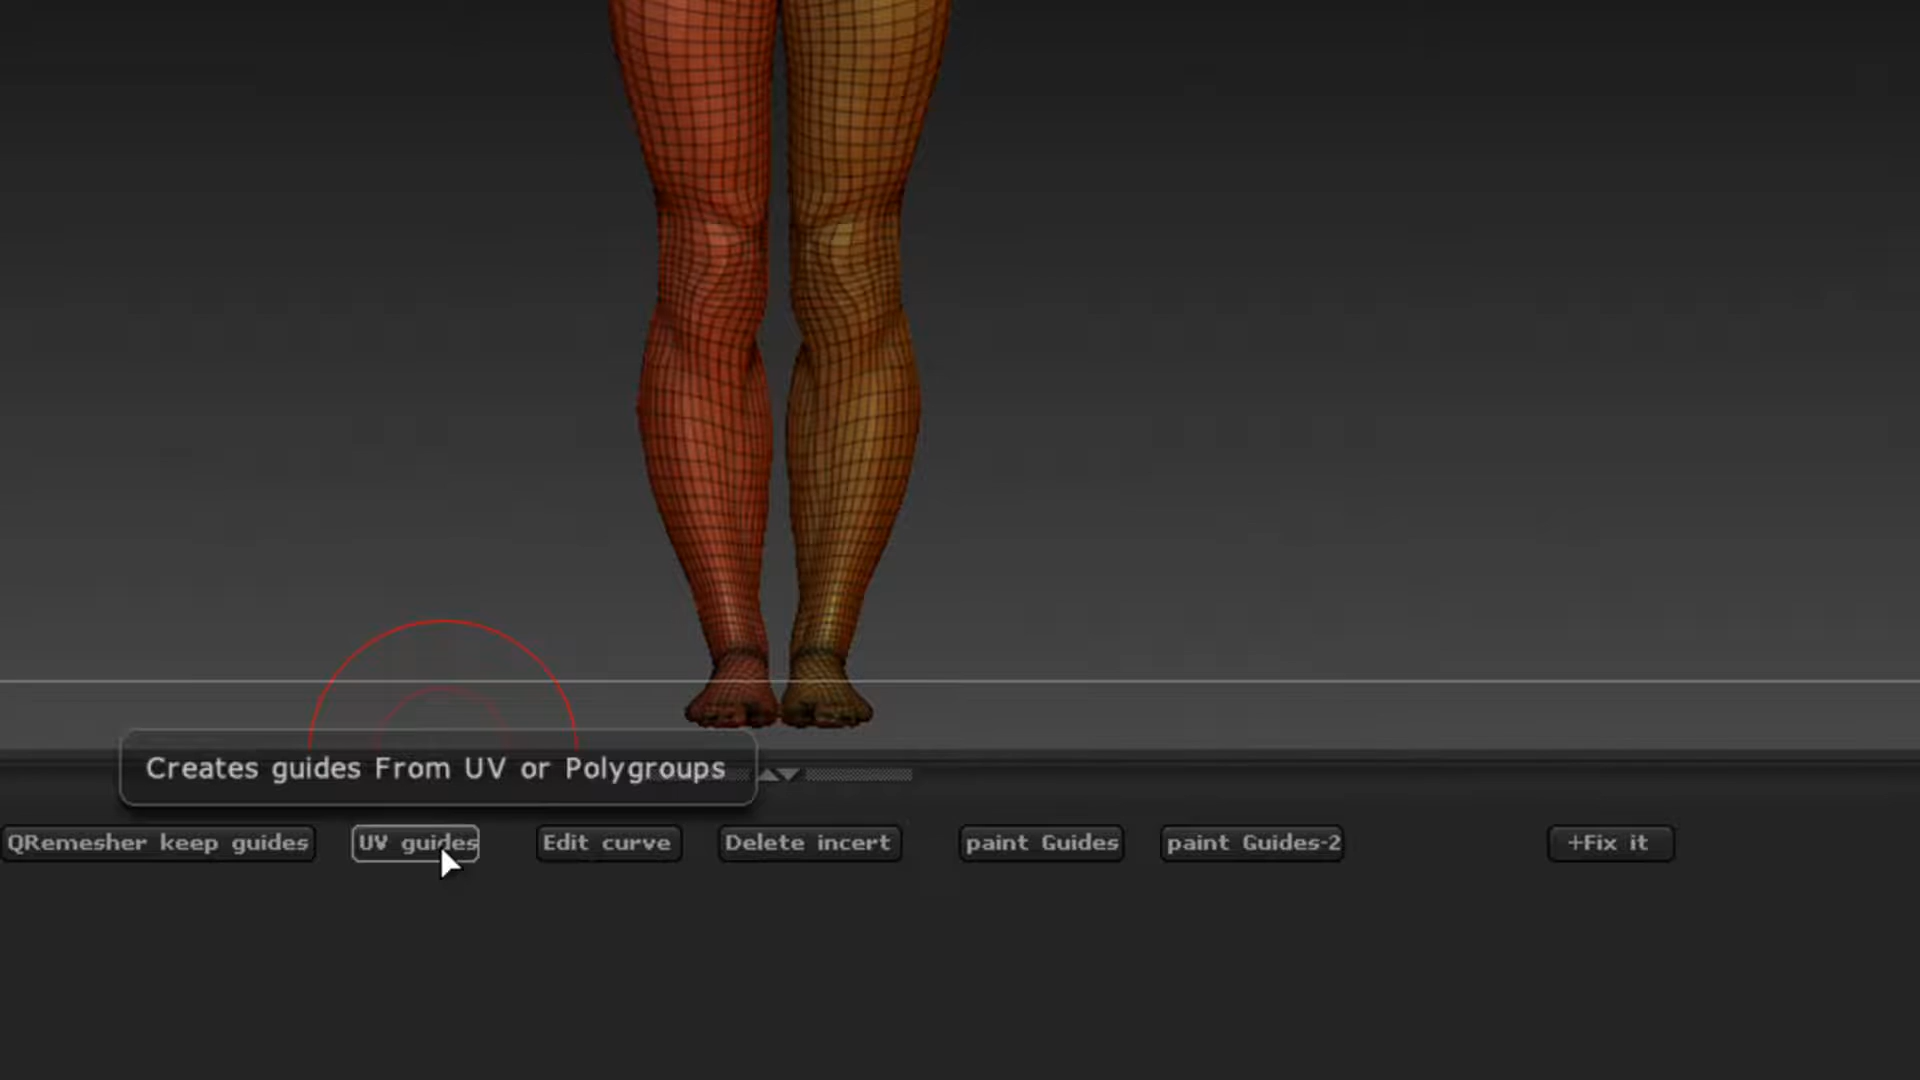 Creates guides From UV or Polygroups
QRemesher keep guides
UV guides
Edit curve
Delete incert
paint Guides
paint Guides-2
+Fix it